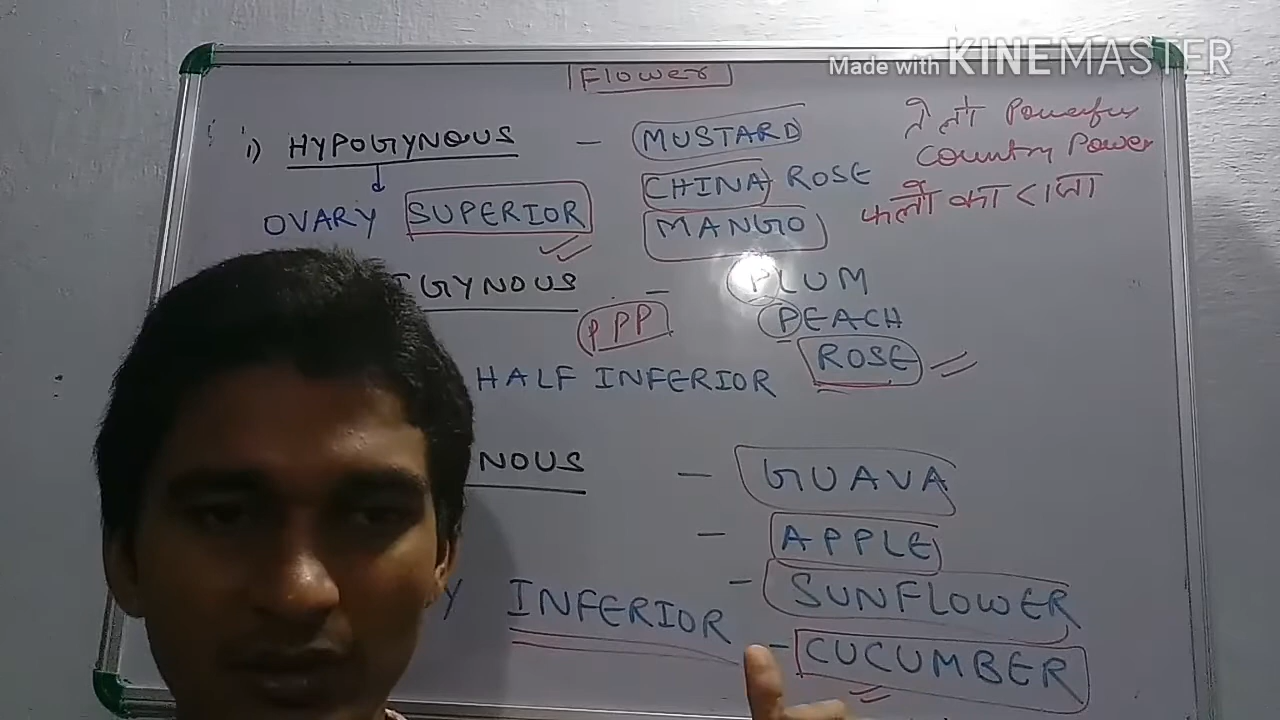 Made with KINEMASTER
Flower
i) HYPOGYNOUS - MUSTARD
CHINA ROSE
MANGO
OVARY SUPERIOR
Powerful
Country Power
फलों का राजा
GYNOUS - PLUM
PPP PEACH
ROSE
HALF INFERIOR
NOUS - GUAVA
- APPLE
- SUNFLOWER
Y INFERIOR
- CUCUMBER